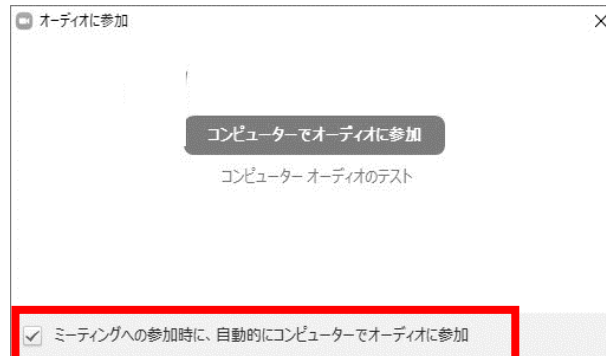 オーディオに参加
コンピューターでオーディオに参加
コンピューター オーディオのテスト
ミーティングへの参加時に、自動的にコンピューターでオーディオに参加